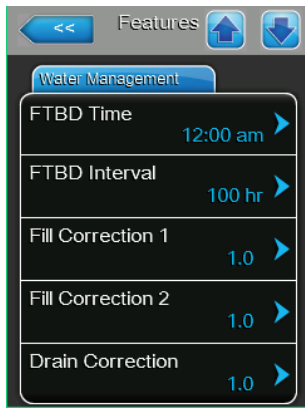 << Features
Water Management
FTBD Time
12:00 am
FTBD Interval
100 hr
Fill Correction 1
1.0
Fill Correction 2
1.0
Drain Correction
1.0